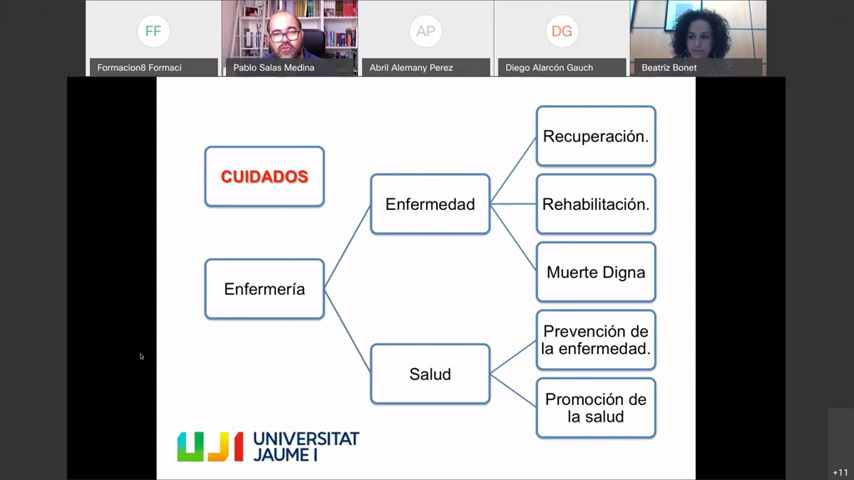 FF
AP
DG
Formacion8 Formaci
Pablo Salas Medina
Abril Alemany Perez
Diego Alarcón Gauch
Beatriz Bonet
CUIDADOS
Enfermería
Enfermedad
Salud
Recuperación.
Rehabilitación.
Muerte Digna
Prevención de
la enfermedad.
Promoción de
la salud
UJI
UNIVERSITAT
JAUME I
+11